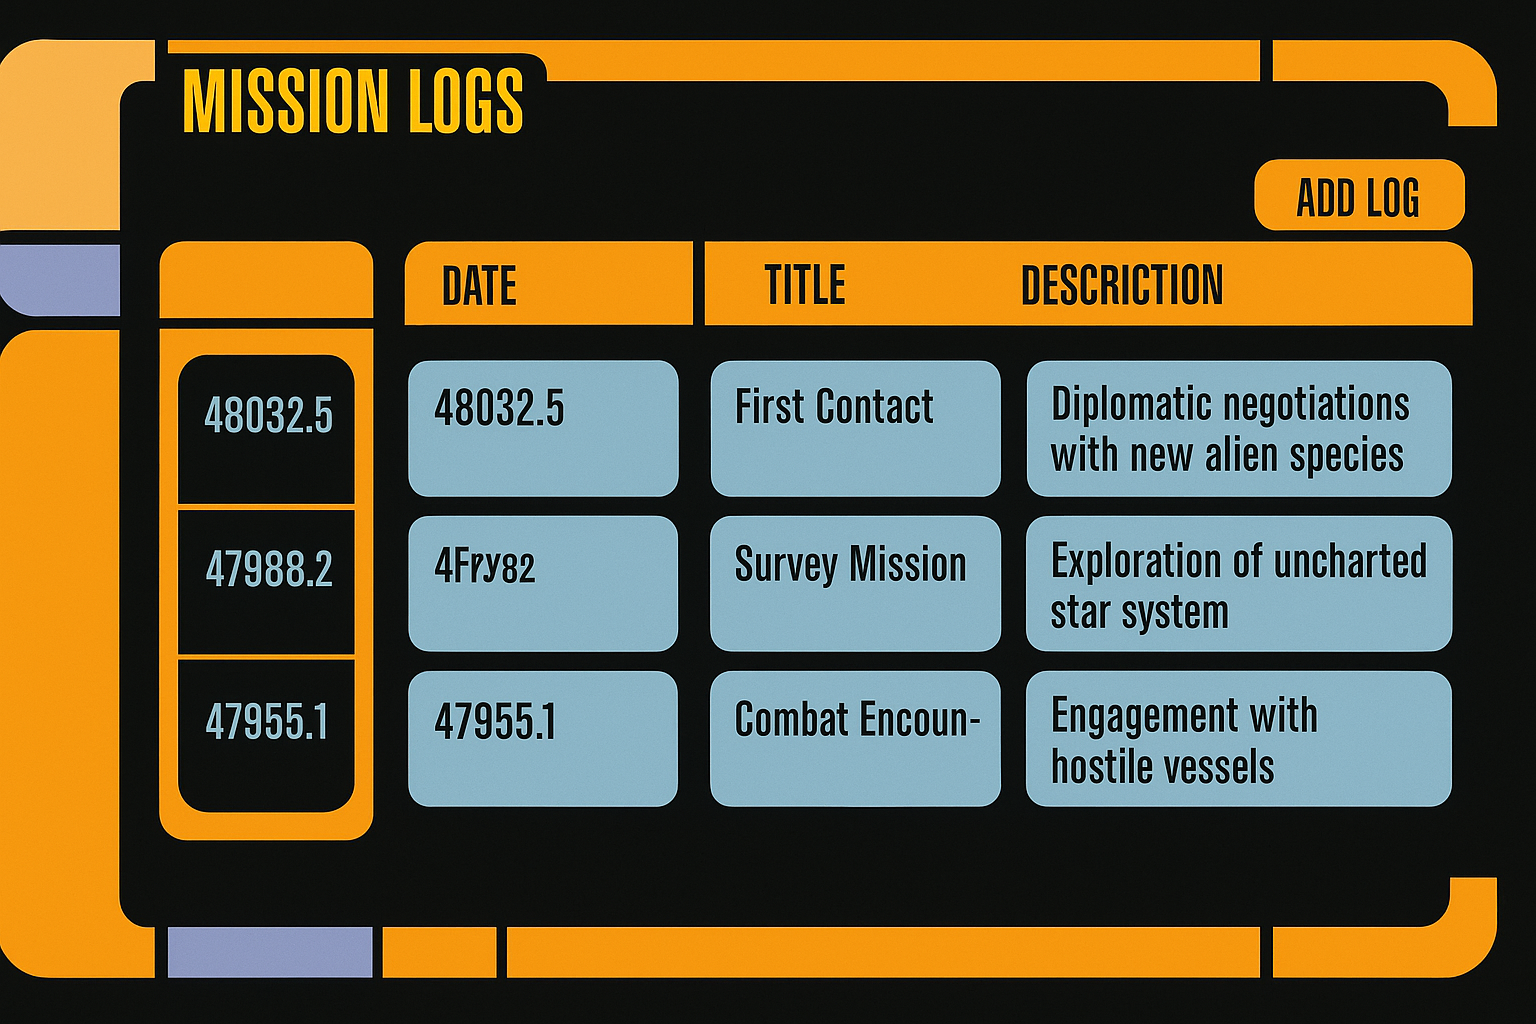 MISSION LOGS
ADD LOG
DATE TITLE DESCRICTION
48032.5 48032.5 First Contact Diplomatic negotiations
with new alien species
47988.2 4Fry82 Survey Mission Exploration of uncharted
star system
47955.1 47955.1 Combat Encoun- Engagement with
hostile vessels